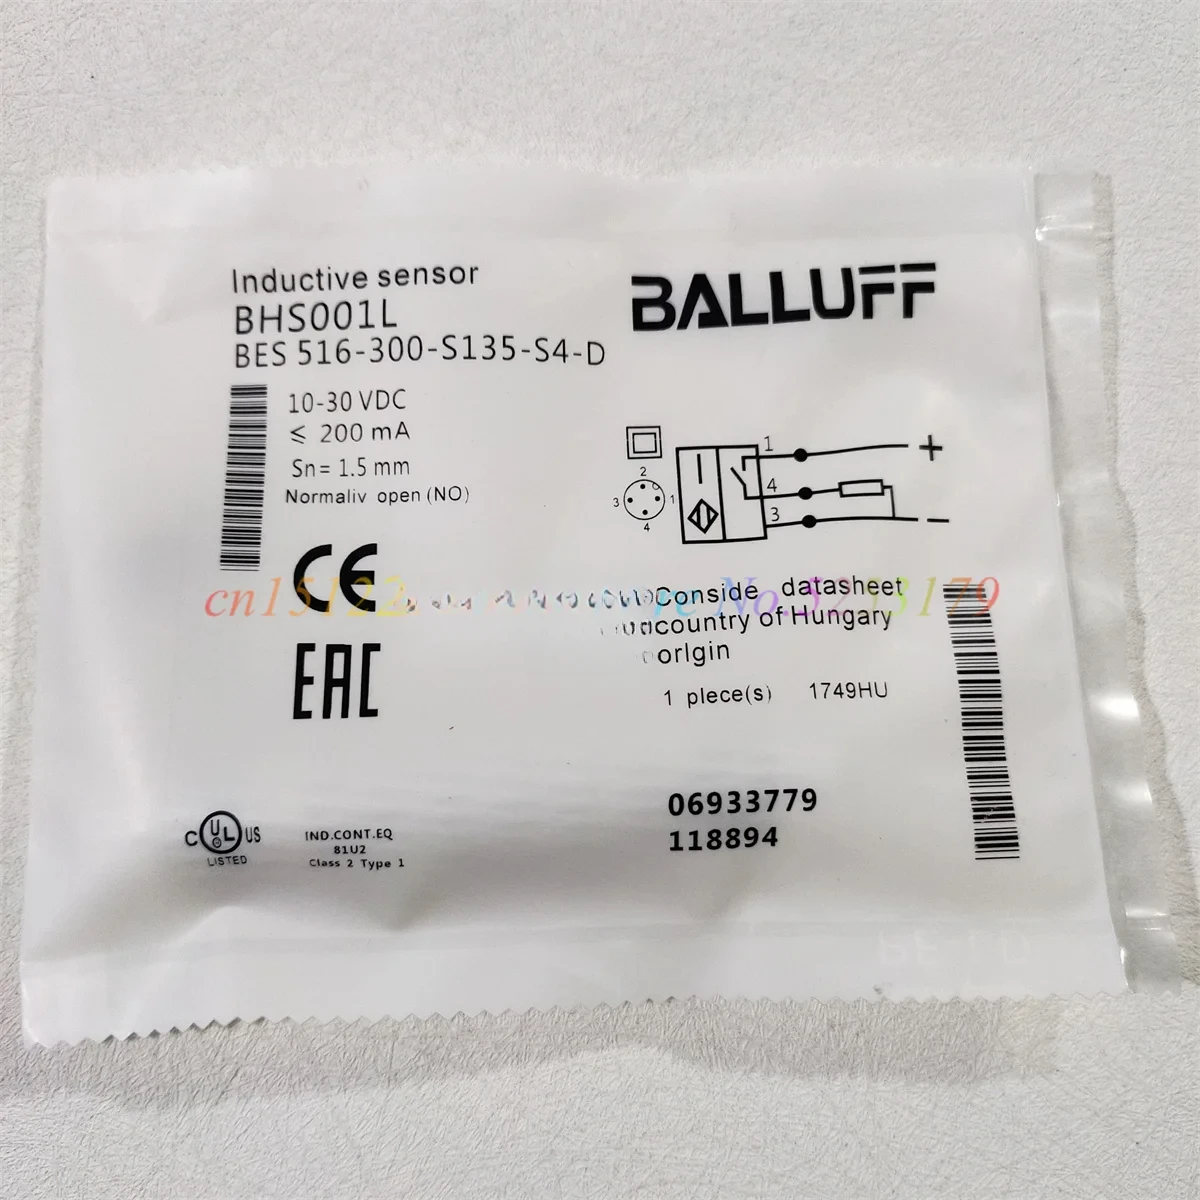 Inductive sensor
BHS001L
BES 516-300-S135-S4-D
BALLUFF
10-30 VDC
≤ 200 mA
Sn= 1.5 mm
Normaliv open (NO)
1 +
2
3 1
4
4
3 −
CE
EAC
Conside datasheet
country of Hungary
orlgin
1 plece(s) 1749HU
06933779
118894
C UL US
LISTED
IND.CONT.EQ
81U2
Class 2 Type 1